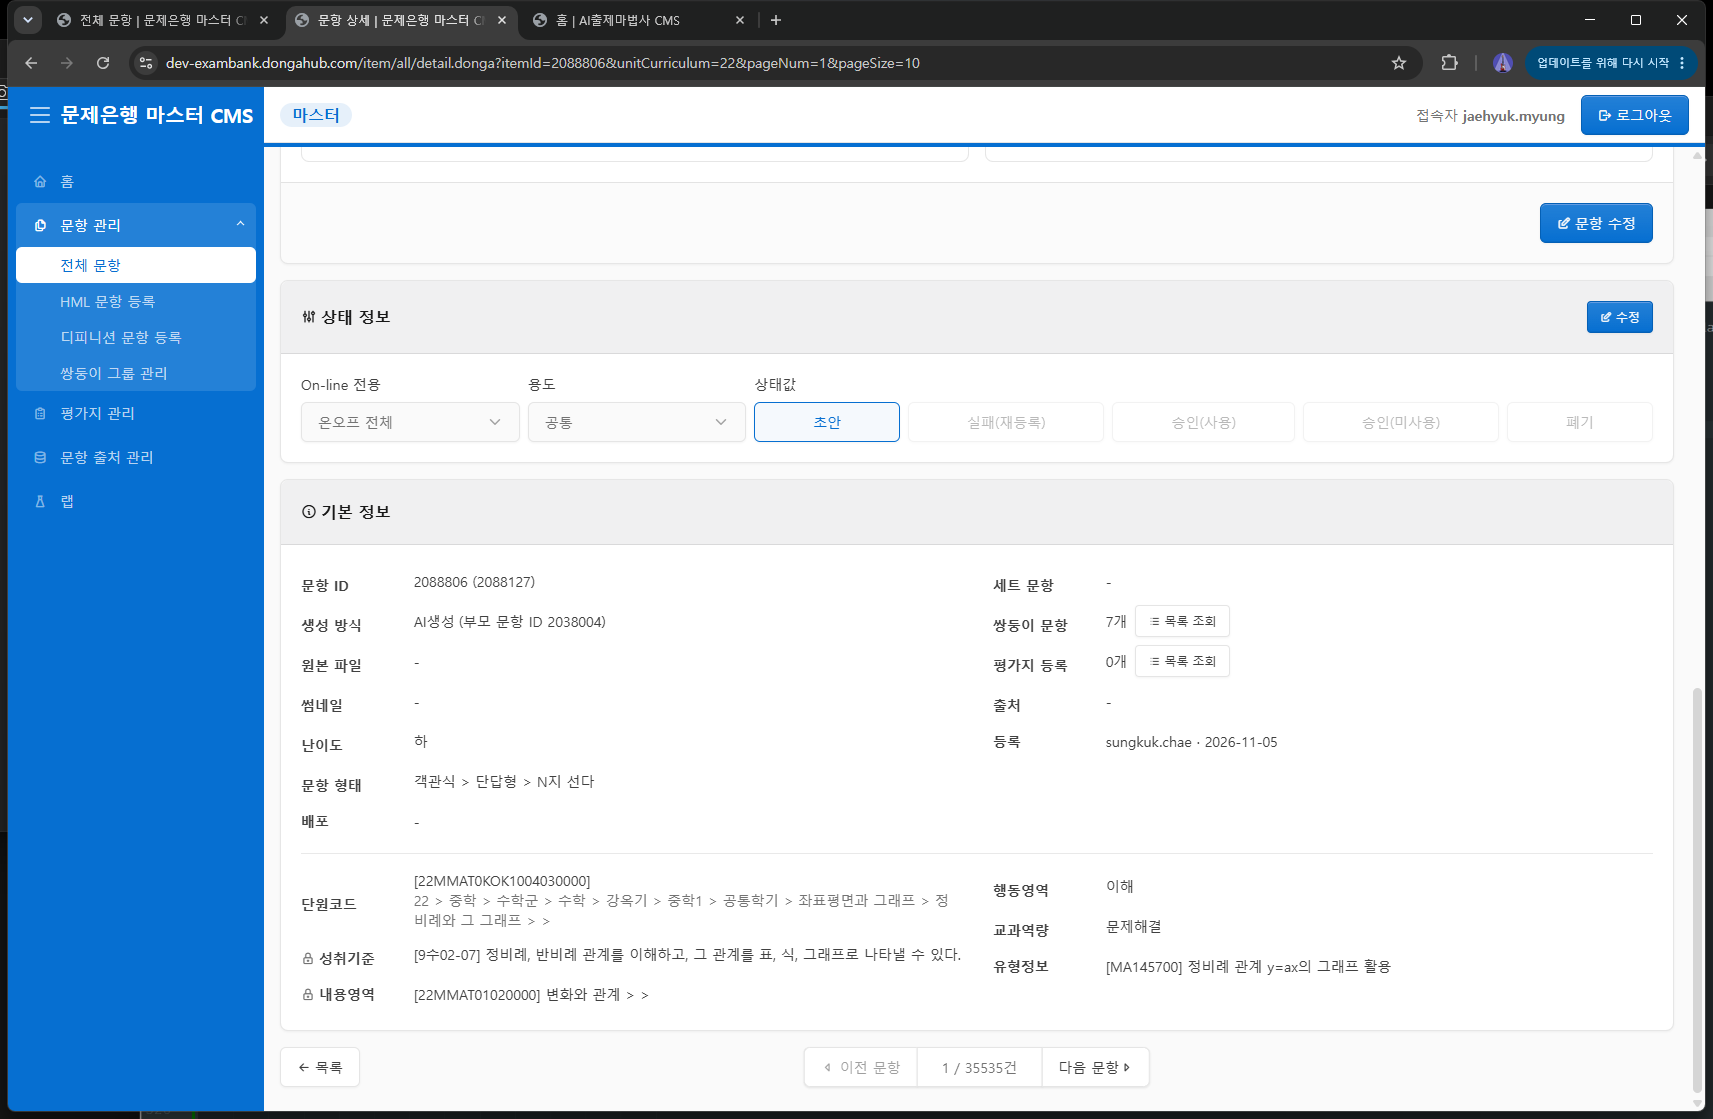 전체 문항 | 문제은행 마스터 C
문항 상세 | 문제은행 마스터 C
홈 | AI출제마법사 CMS
dev-exambank.dongahub.com/item/all/detail.donga?itemId=2088806&unitCurriculum=22&pageNum=1&pageSize=10
업데이트를 위해 다시 시작
문제은행 마스터 CMS
마스터
접속자 jaehyuk.myung
로그아웃
홈
문항 관리
전체 문항
HML 문항 등록
디피니션 문항 등록
쌍둥이 그룹 관리
평가지 관리
문항 출처 관리
랩
문항 수정
상태 정보
수정
On-line 전용
용도
상태값
온오프 전체
공통
초안
실패(재등록)
승인(사용)
승인(미사용)
폐기
기본 정보
문항 ID
2088806 (2088127)
생성 방식
AI생성 (부모 문항 ID 2038004)
원본 파일
-
썸네일
-
난이도
하
문항 형태
객관식 > 단답형 > N지 선다
배포
-
세트 문항
-
쌍둥이 문항
7개
목록 조회
평가지 등록
0개
목록 조회
출처
-
등록
sungkuk.chae · 2026-11-05
단원코드
[22MMAT0KOK1004030000]
22 > 중학 > 수학군 > 수학 > 강옥기 > 중학1 > 공통학기 > 좌표평면과 그래프 > 정
비례와 그 그래프 > >
성취기준
[9수02-07] 정비례, 반비례 관계를 이해하고, 그 관계를 표, 식, 그래프로 나타낼 수 있다.
내용영역
[22MMAT01020000] 변화와 관계 > >
행동영역
이해
교과역량
문제해결
유형정보
[MA145700] 정비례 관계 y=ax의 그래프 활용
목록
이전 문항
1 / 35535건
다음 문항